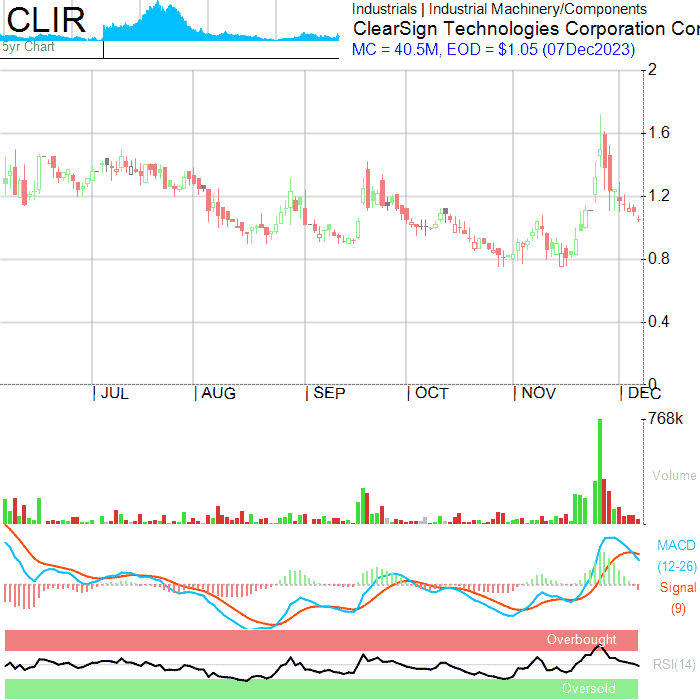 CLIR
5yr Chart
Industrials | Industrial Machinery/Components
ClearSign Technologies Corporation Cor
MC = 40.5M, EOD = $1.05 (07Dec2023)
2
1.6
1.2
0.8
0.4
0
JUL
AUG
SEP
OCT
NOV
DEC
768k
Volume
MACD
(12-26)
Signal
(9)
Overbought
RSI(14)
Oversold